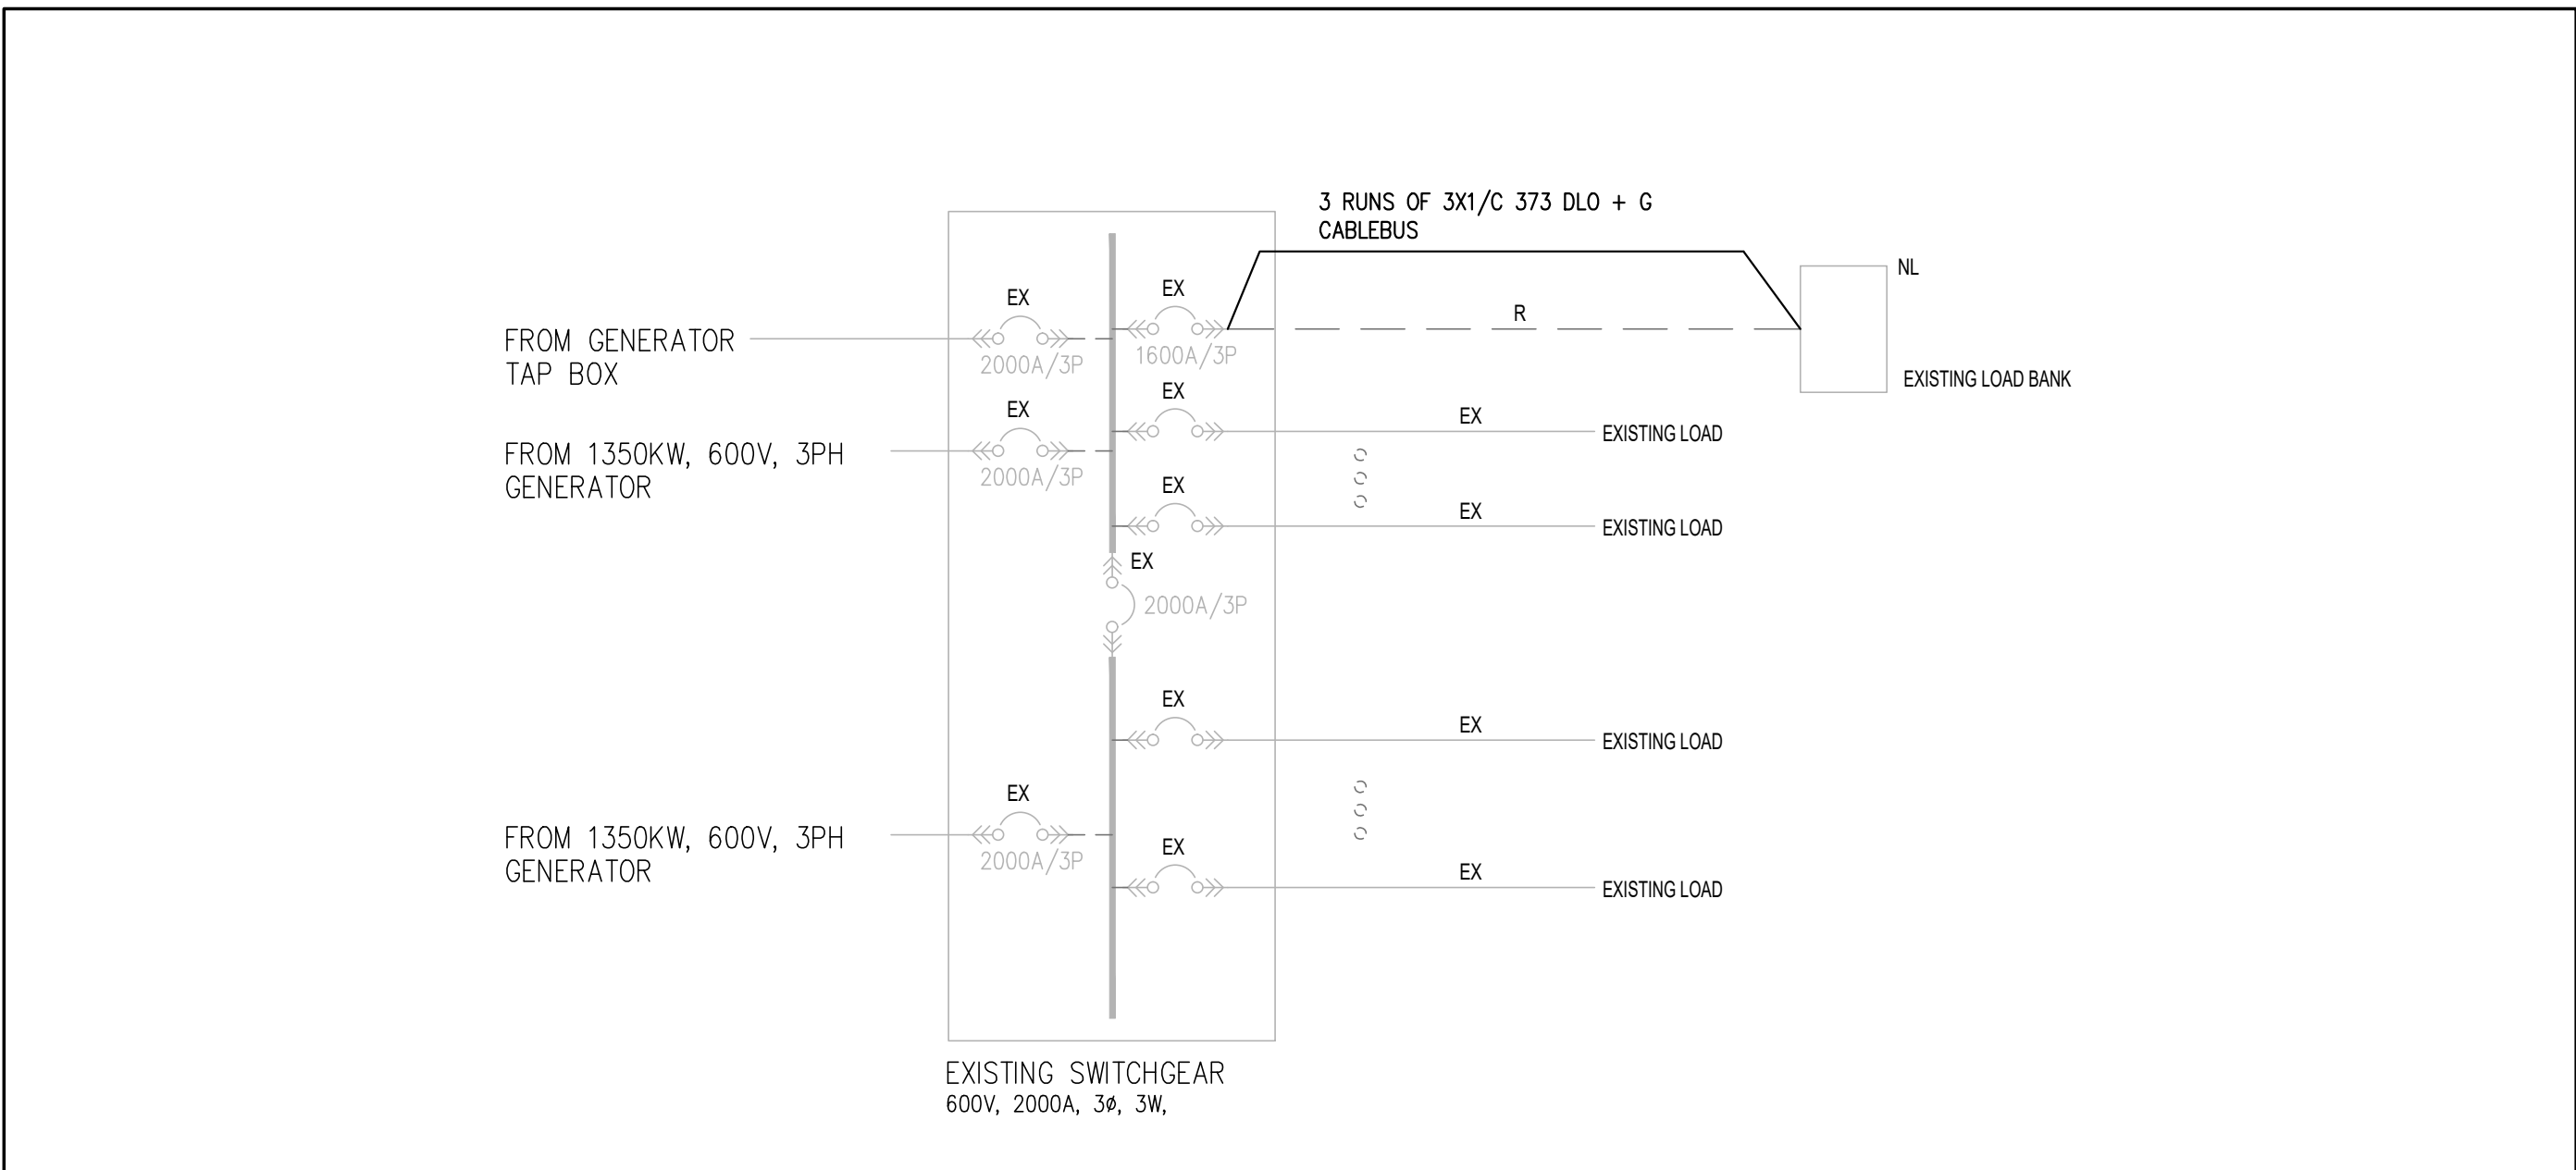 3 RUNS OF 3X1/C 373 DLO + G
CABLEBUS
NL
EX
EX
R
FROM GENERATOR
TAP BOX
2000A/3P
1600A/3P
EXISTING LOAD BANK
EX
EX
EX
EXISTING LOAD
FROM 1350KW, 600V, 3PH
GENERATOR
2000A/3P
EX
EX
EXISTING LOAD
EX
2000A/3P
EX
EX
EXISTING LOAD
EX
FROM 1350KW, 600V, 3PH
GENERATOR
2000A/3P
EX
EX
EXISTING LOAD
EXISTING SWITCHGEAR
600V, 2000A, 3ø, 3W,